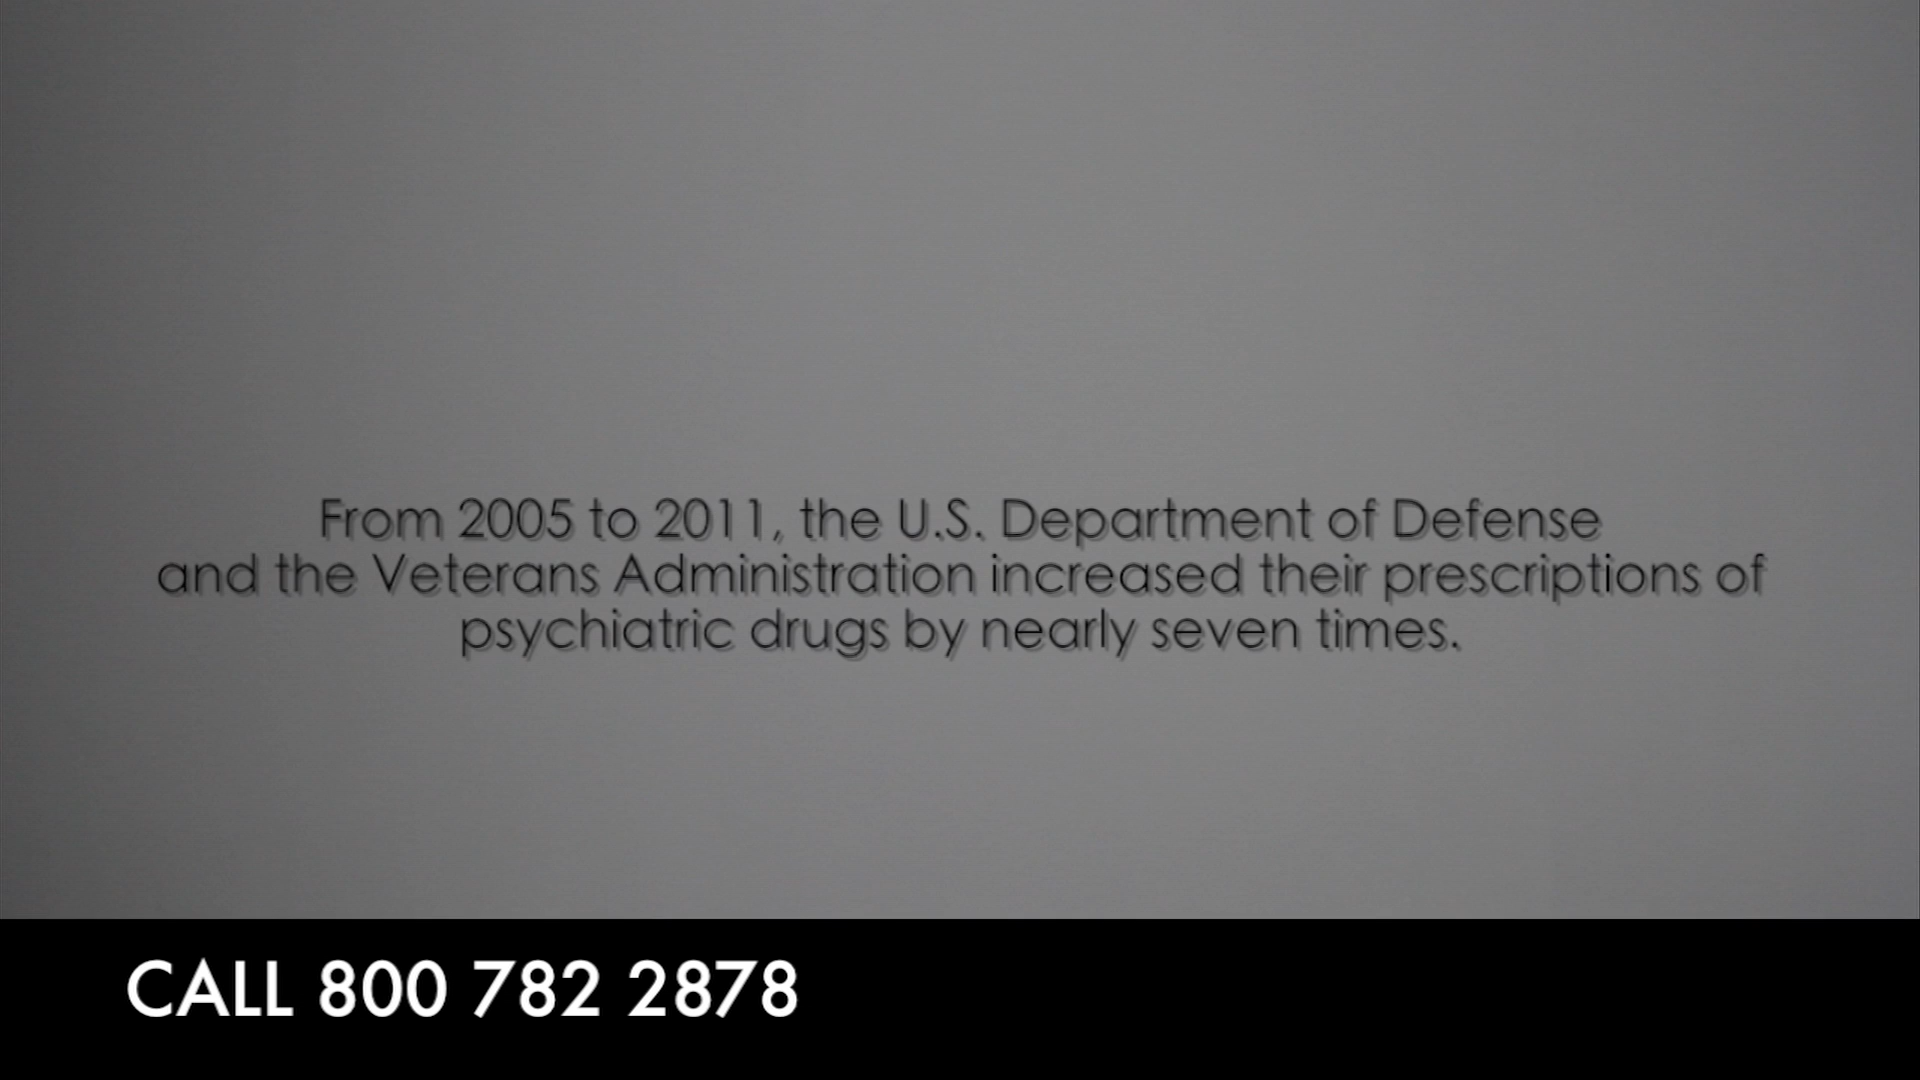 From 2005 to 2011, the U.S. Department of Defense
and the Veterans Administration increased their prescriptions of
psychiatric drugs by nearly seven times.
CALL 800 782 2878